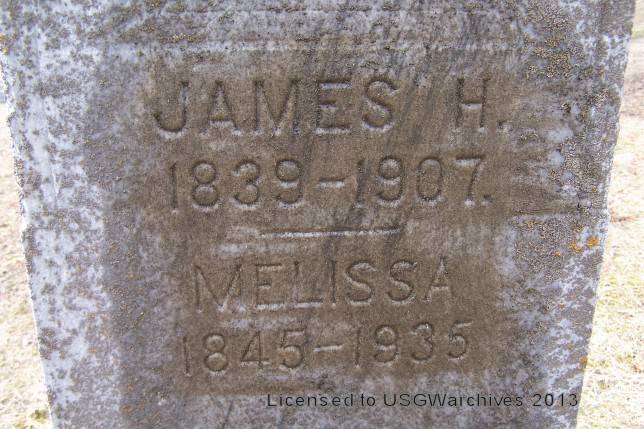 JAMES H.
1839-1907.
MELISSA
1845-1935
Licensed to USGWarchives 2013